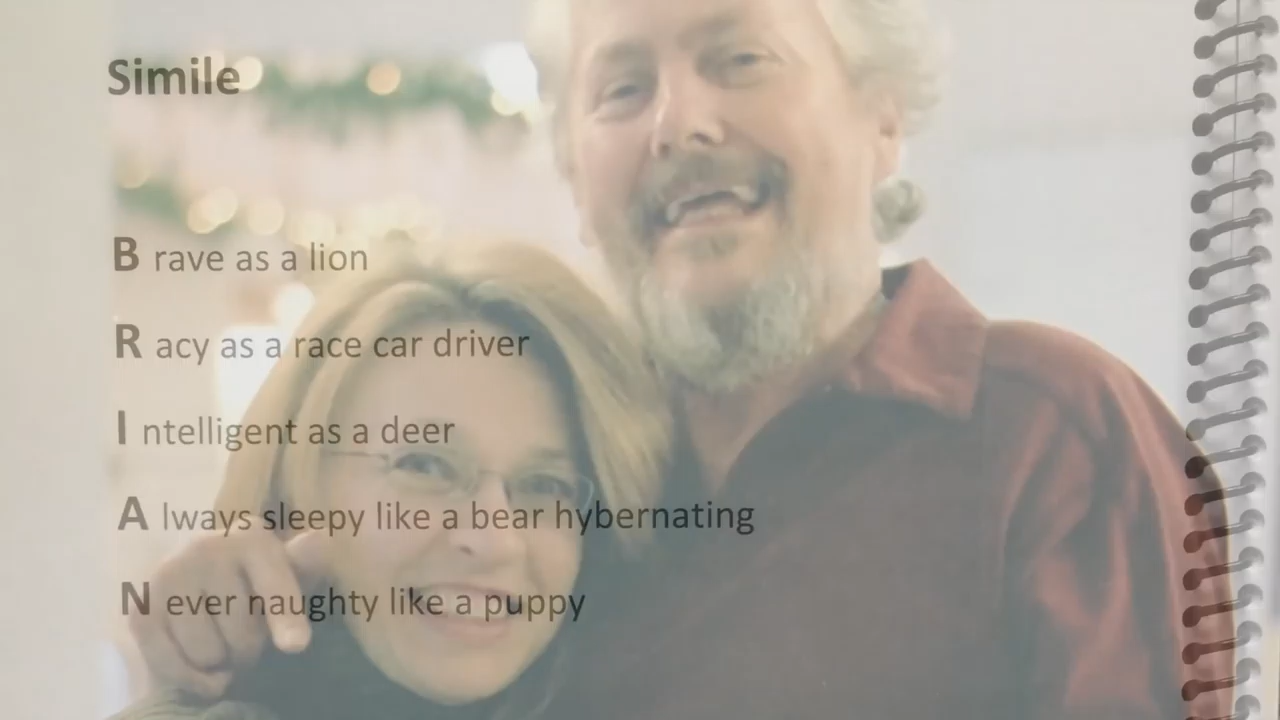 Simile
B rave as a lion
R acy as a race car driver
I ntelligent as a deer
A lways sleepy like a bear hybernating
N ever naughty like a puppy